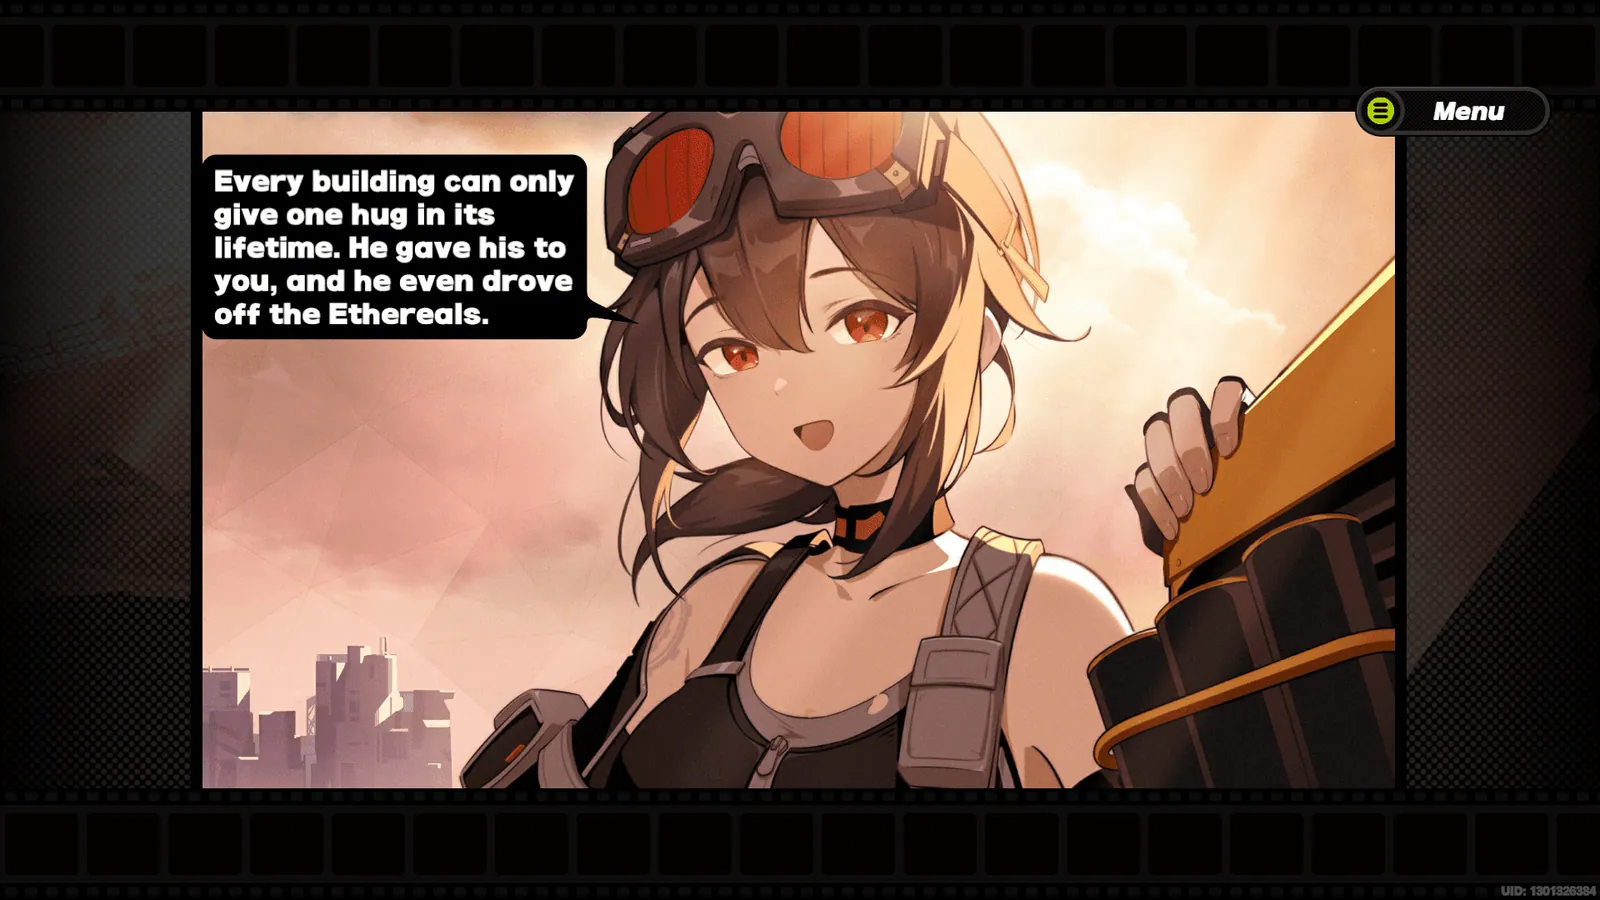 Menu
Every building can only
give one hug in its
lifetime. He gave his to
you, and he even drove
off the Ethereals.
UID: 1301326384